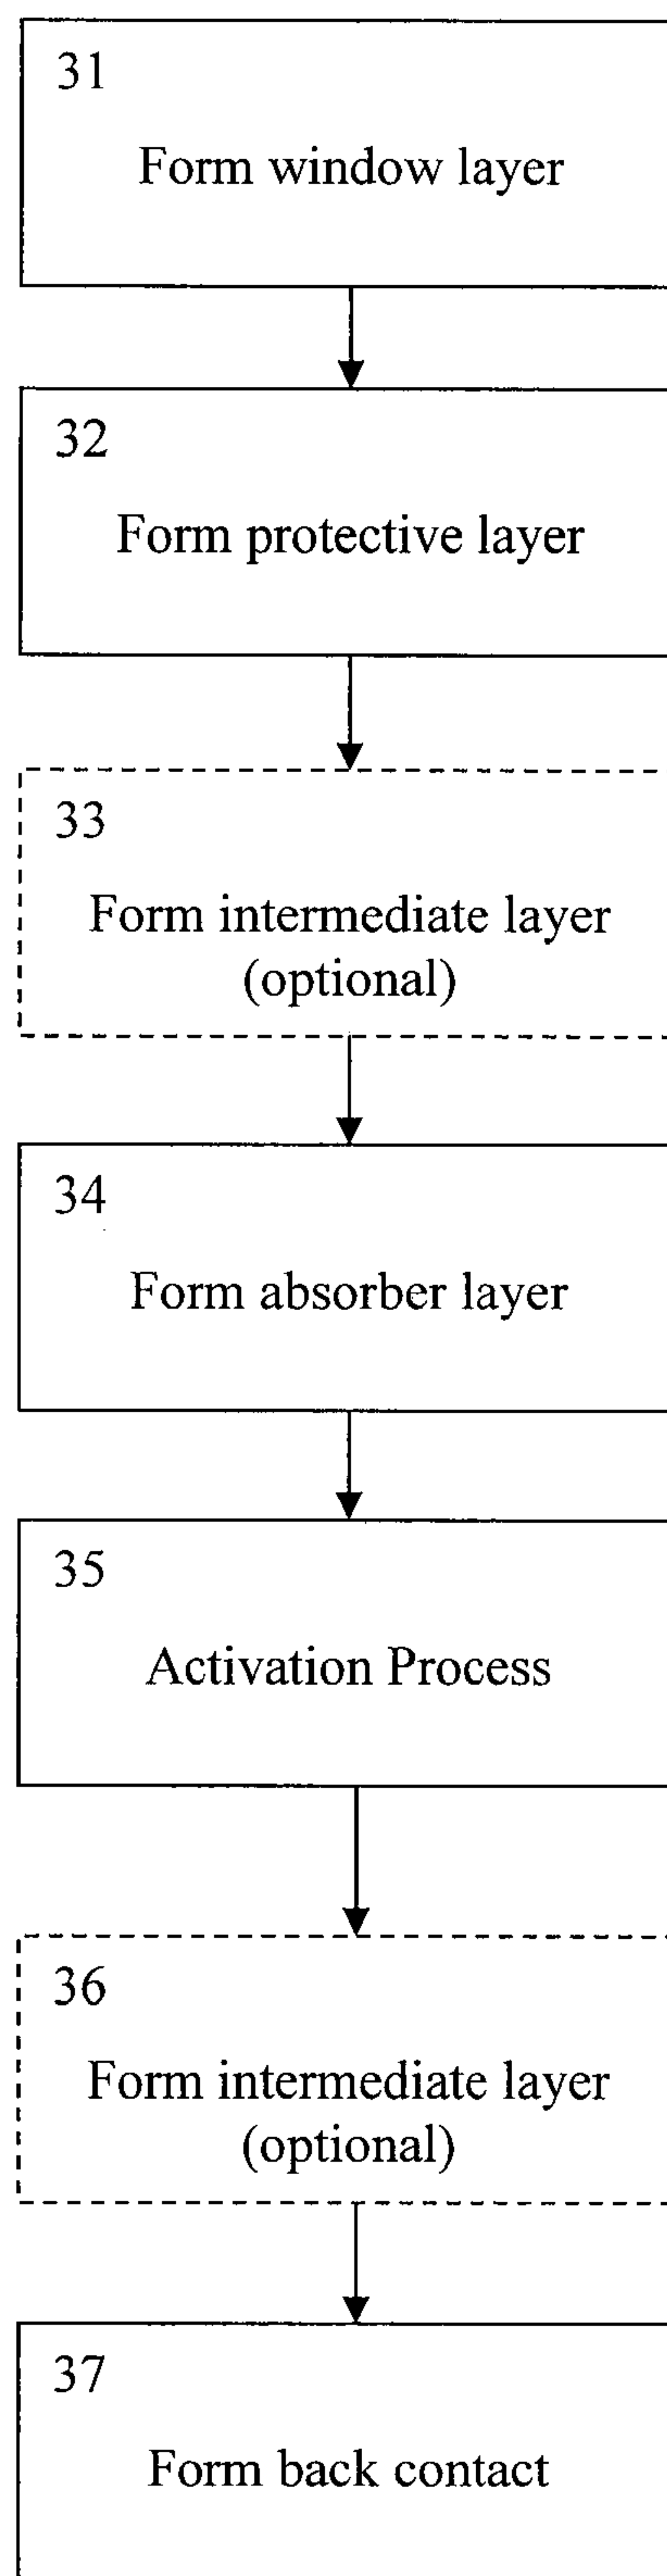 31
Form window layer
32
Form protective layer
33
Form intermediate layer
(optional)
34
Form absorber layer
35
Activation Process
36
Form intermediate layer
(optional)
37
Form back contact